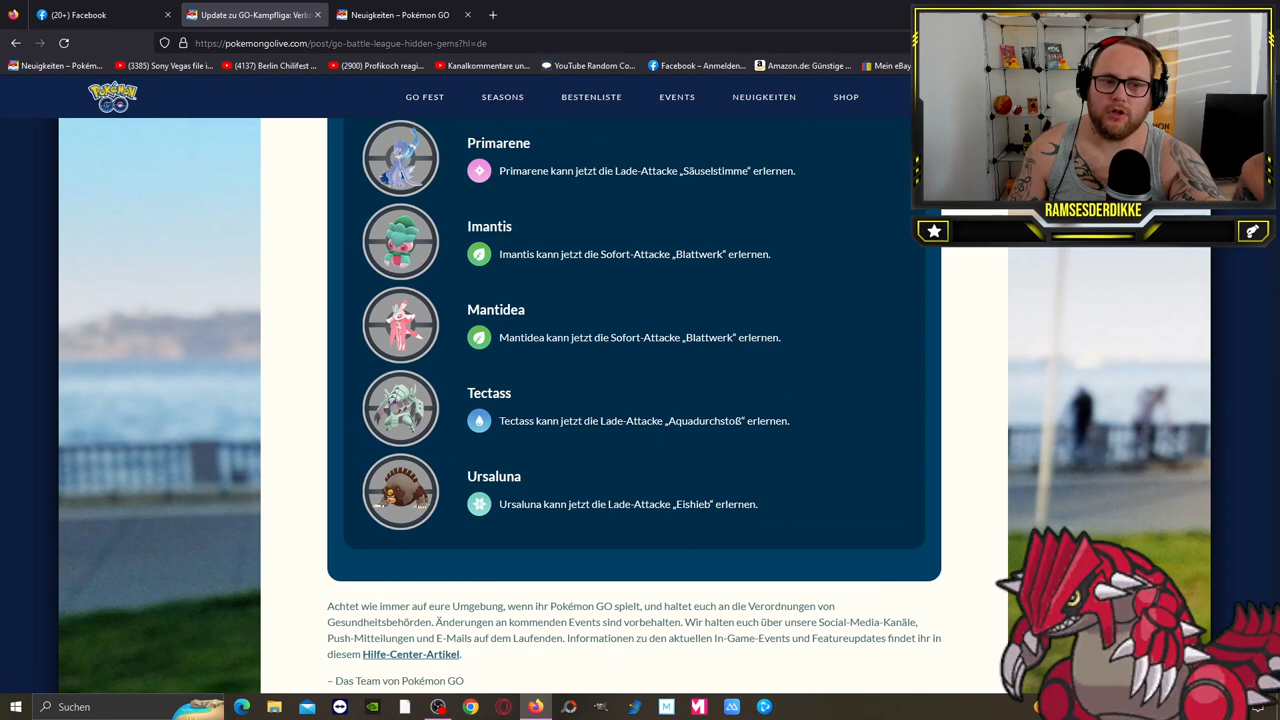 (20+) Facebook
Update zu GO-Kampfliga: Verb
Neuigkeiten – Pokémon GO
https://pokemongolive.com/post/go-battle-league-hidden-gems?hl=de
Neuigkeiten – Pokém...
(3385) Sony Vegas file i...
(4137) Berlin Chilifest ...
(2905) Profikoch reagi...
Kanalkommentare un...
YouTube Random Co...
Facebook – Anmelden...
Amazon.de: Günstige ...
Mein Ebay
POKÉMON GO
GO FEST
SEASONS
BESTENLISTE
EVENTS
NEUIGKEITEN
SHOP
RAMSESDERDIKKE
Primarene
Primarene kann jetzt die Lade-Attacke „Säuselstimme“ erlernen.
Imantis
Imantis kann jetzt die Sofort-Attacke „Blattwerk“ erlernen.
Mantidea
Mantidea kann jetzt die Sofort-Attacke „Blattwerk“ erlernen.
Tectass
Tectass kann jetzt die Lade-Attacke „Aquadurchstoß“ erlernen.
Ursaluna
Ursaluna kann jetzt die Lade-Attacke „Eishieb“ erlernen.
Achtet wie immer auf eure Umgebung, wenn ihr Pokémon GO spielt, und haltet euch an die Verordnungen von
Gesundheitsbehörden. Änderungen an kommenden Events sind vorbehalten. Wir halten euch über unsere Social-Media-Kanäle,
Push-Mitteilungen und E-Mails auf dem Laufenden. Informationen zu den aktuellen In-Game-Events und Featureupdates findet ihr in
diesem Hilfe-Center-Artikel.
– Das Team von Pokémon GO
Suchen